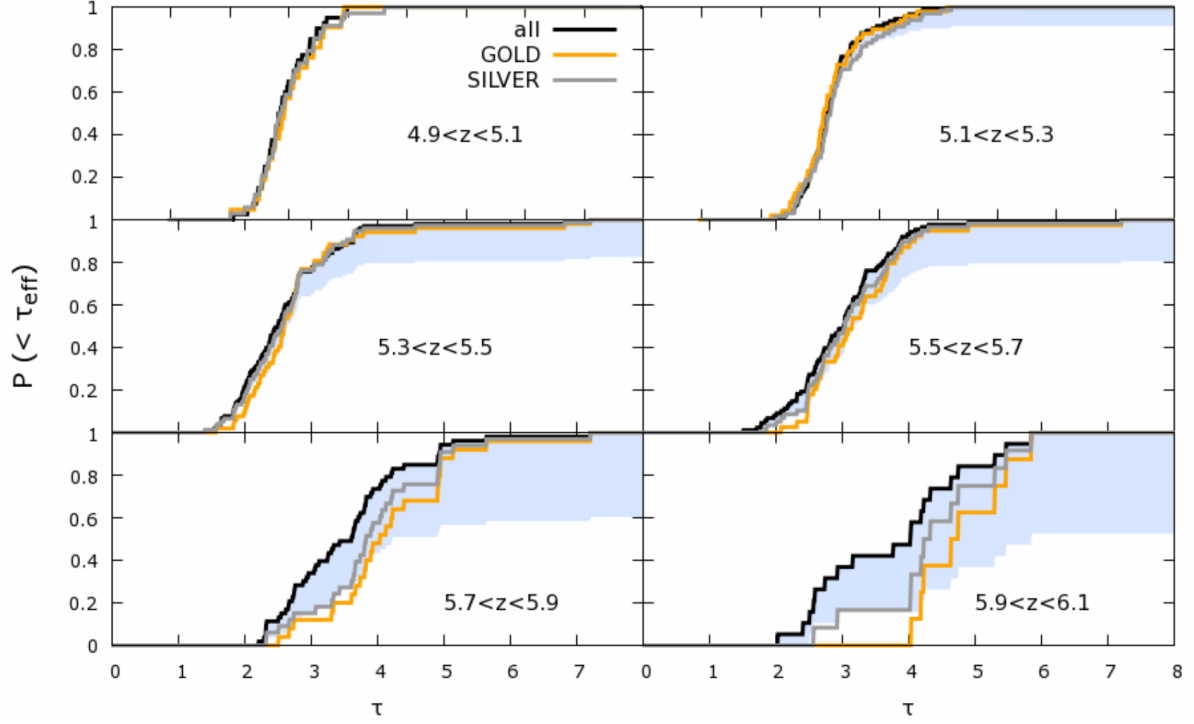 1
0.8
0.6
0.4
0.2
all
GOLD
SILVER
4.9<z<5.1
5.1<z<5.3
1
0.8
0.6
0.4
0.2
P (< τeff)
5.3<z<5.5
5.5<z<5.7
1
0.8
0.6
0.4
0.2
0
5.7<z<5.9
5.9<z<6.1
0 1 2 3 4 5 6 7 0 1 2 3 4 5 6 7 8
τ τ